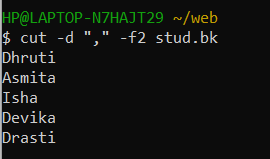 HP@LAPTOP-N7HAJT29 ~/web
$ cut -d "," -f2 stud.bk
Dhruti
Asmita
Isha
Devika
Drasti